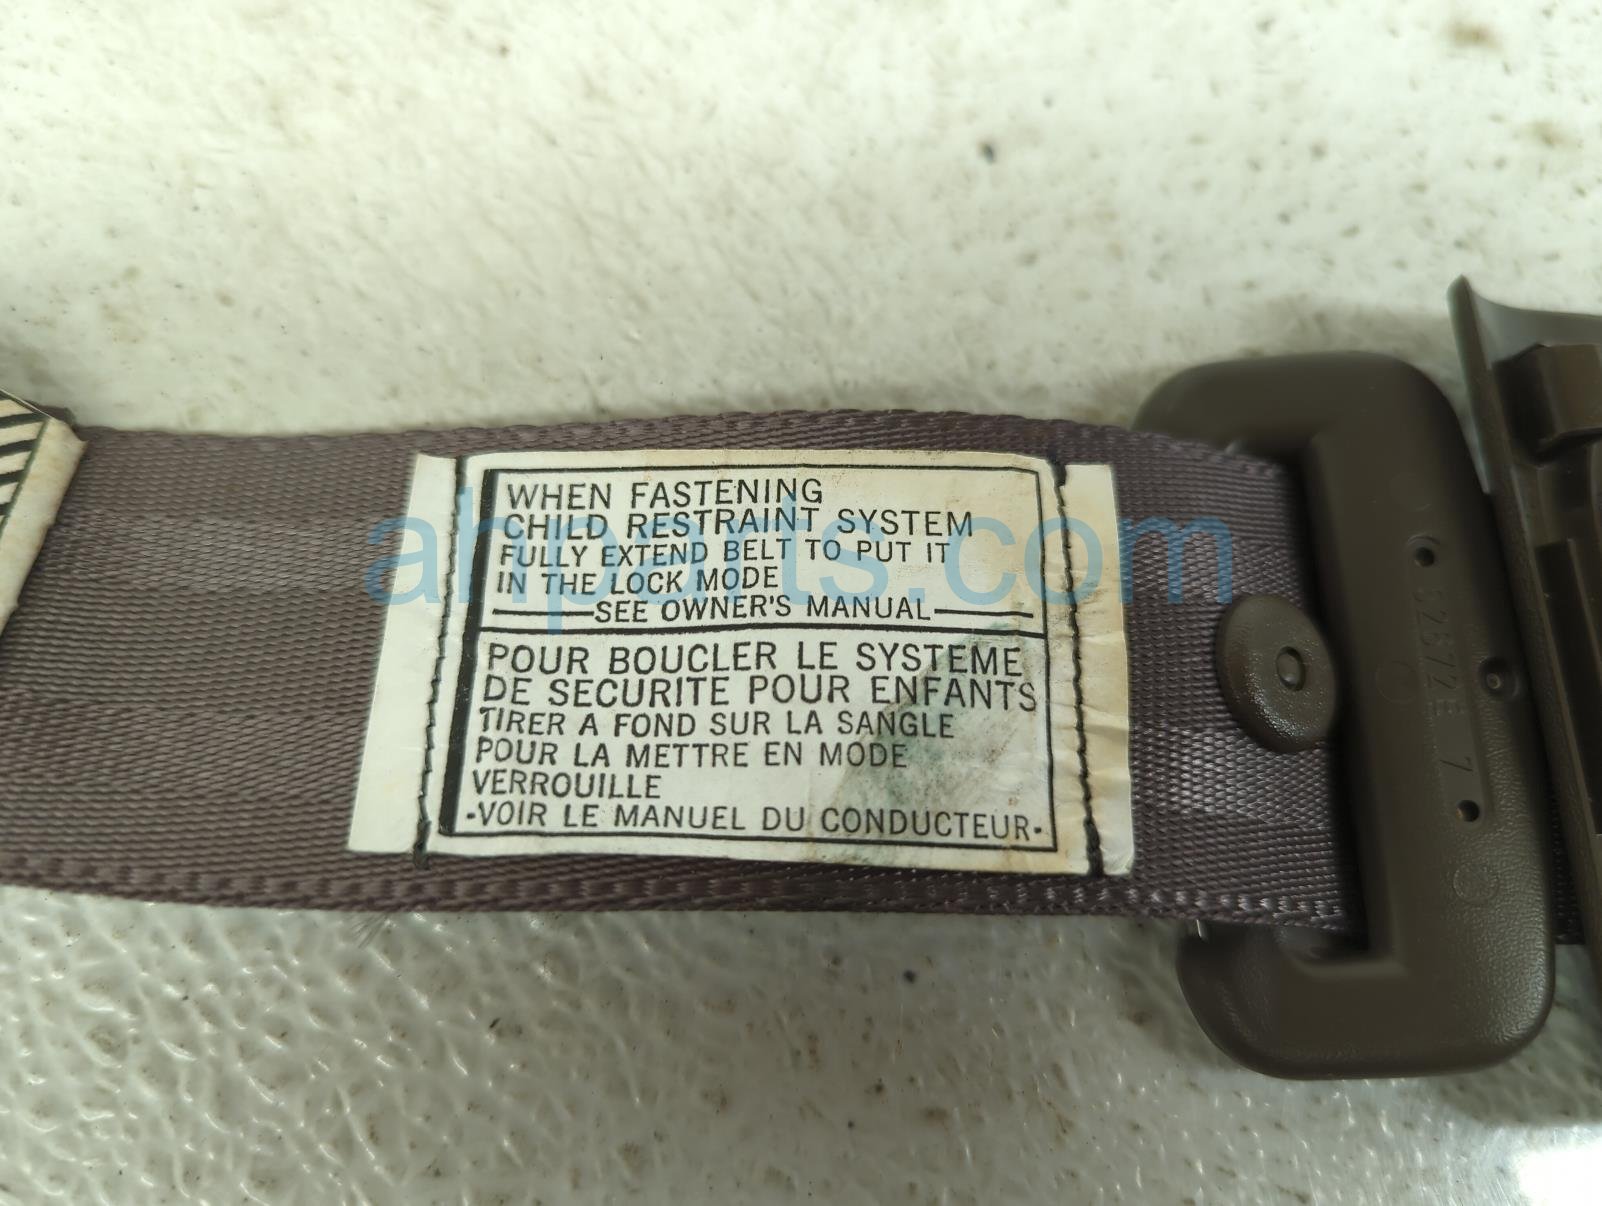 WHEN FASTENING
CHILD RESTRAINT SYSTEM
FULLY EXTEND BELT TO PUT IT
IN THE LOCK MODE
SEE OWNER'S MANUAL
POUR BOUCLER LE SYSTEME
DE SECURITE POUR ENFANTS
TIRER A FOND SUR LA SANGLE
POUR LA METTRE EN MODE
VERROUILLE
·VOIR LE MANUEL DU CONDUCTEUR·
ahparts.com